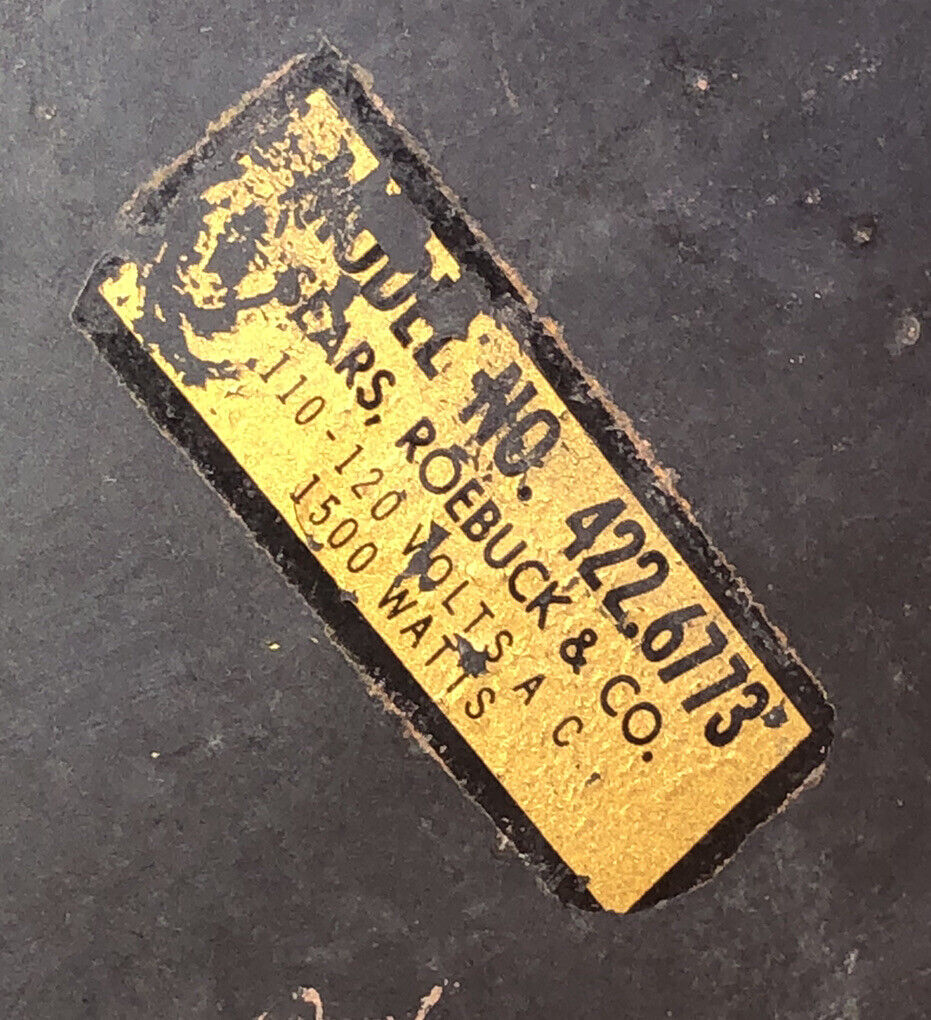 MODEL NO. 422.6773
SEARS, ROEBUCK & CO.
110-120 VOLTS A C
1500 WATTS